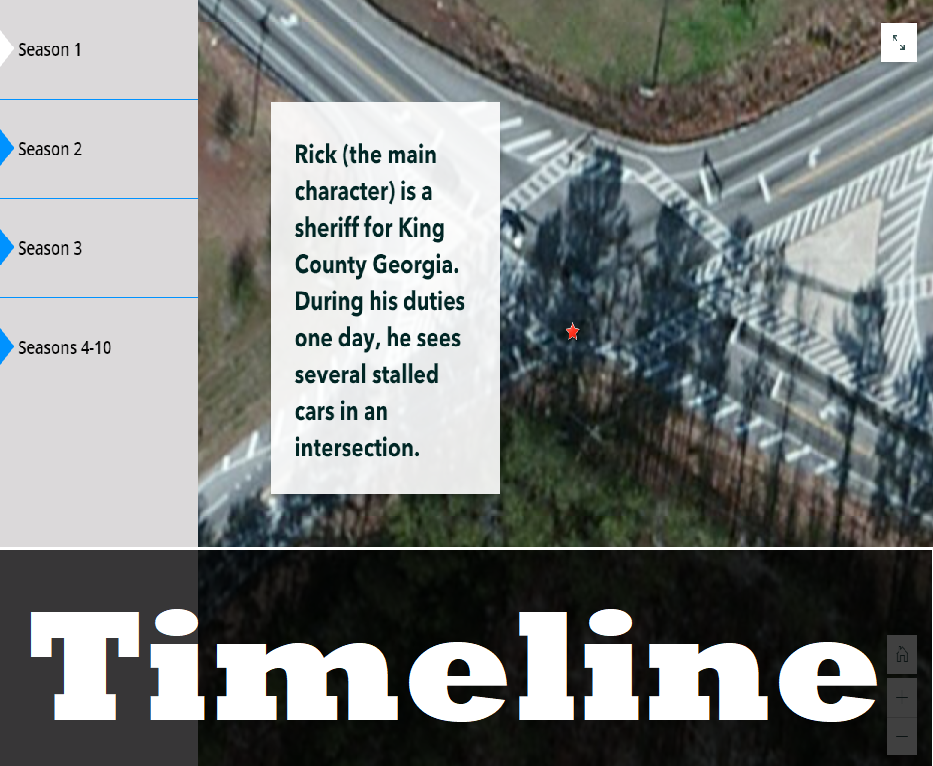 Season 1
Season 2
Season 3
Seasons 4-10
Rick (the main
character) is a
sheriff for King
County Georgia.
During his duties
one day, he sees
several stalled
cars in an
intersection.
Timeline